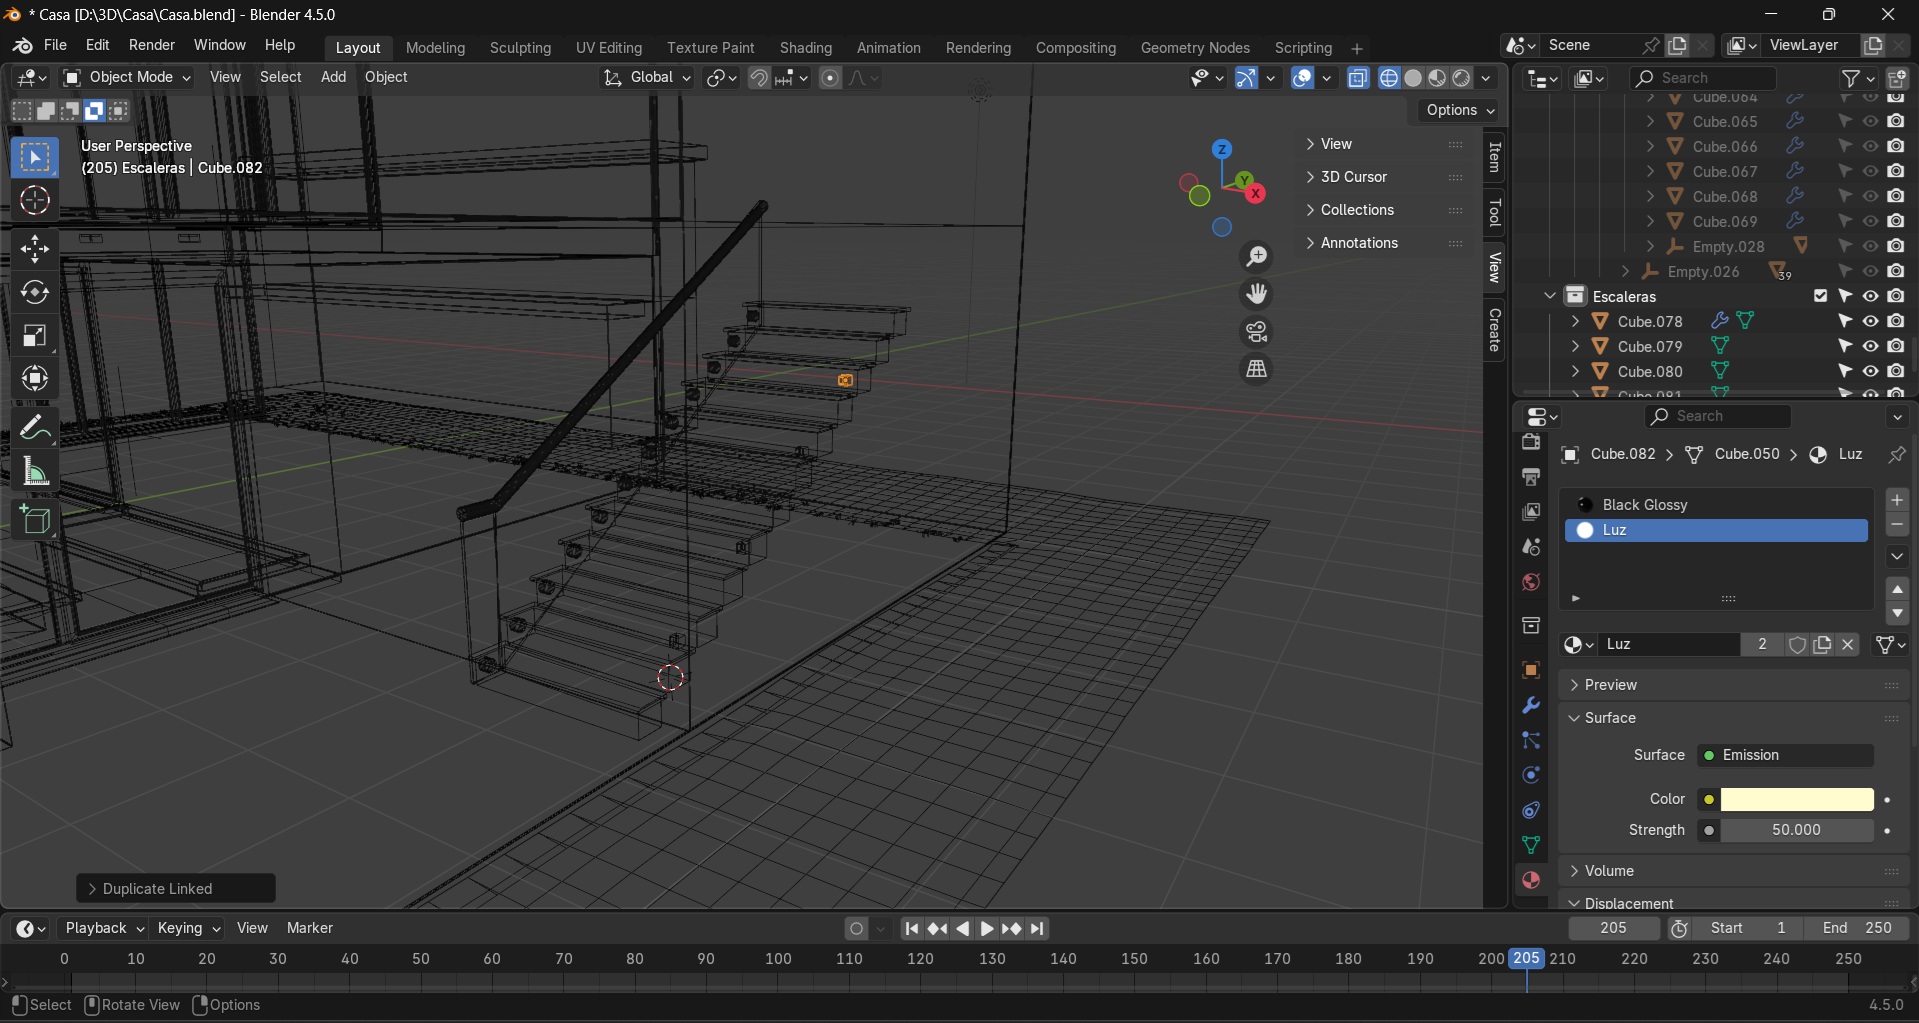 * Casa [D:\3D\Casa\Casa.blend] - Blender 4.5.0
File Edit Render Window Help Layout Modeling Sculpting UV Editing Texture Paint Shading Animation Rendering Compositing Geometry Nodes Scripting + Scene ViewLayer
Object Mode View Select Add Object Global
Search
Options
User Perspective
(205) Escaleras | Cube.082
View
3D Cursor
Collections
Annotations
Item
Tool
View
Create
Z
Y
X
Cube.064
Cube.065
Cube.066
Cube.067
Cube.068
Cube.069
Empty.028
Empty.026 39
Escaleras
Cube.078
Cube.079
Cube.080
Cube.081
Search
Cube.082 > Cube.050 > Luz
Black Glossy
Luz
Luz 2
Preview
Surface
Surface Emission
Color
Strength 50.000
Volume
Displacement
Duplicate Linked
Playback Keying View Marker 205 Start 1 End 250
0 10 20 30 40 50 60 70 80 90 100 110 120 130 140 150 160 170 180 190 200 205 210 220 230 240 250
Select Rotate View Options 4.5.0